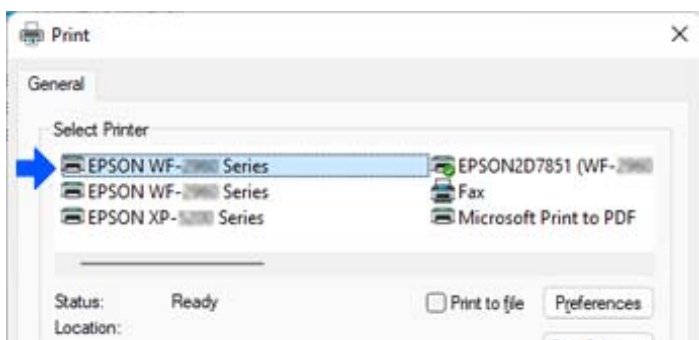 Print
General
Select Printer
EPSON WF- Series
EPSON WF- Series
EPSON XP- Series
EPSON2D7851 (WF-
Fax
Microsoft Print to PDF
Status: Ready
Print to file
Preferences
Location: